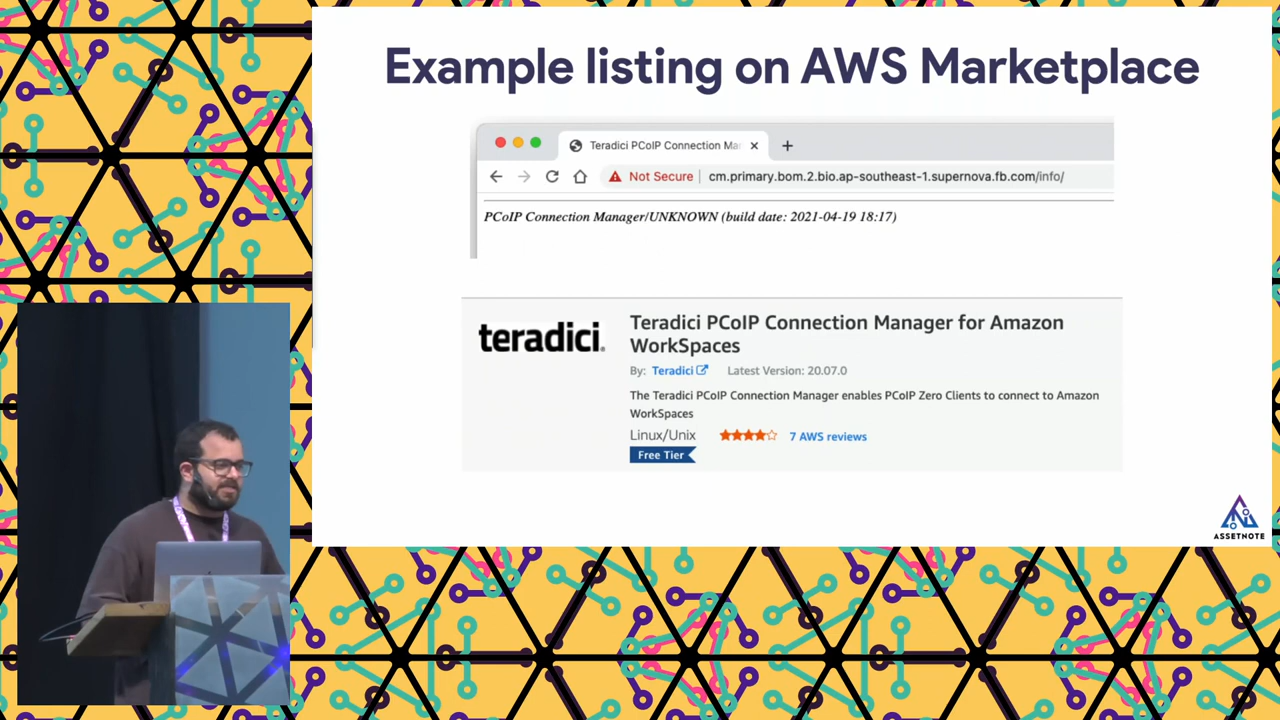 Example listing on AWS Marketplace
Teradici PCoIP Connection Ma
Not Secure
cm.primary.bom.2.bio.ap-southeast-1.supernova.fb.com/info/
PCoIP Connection Manager/UNKNOWN (build date: 2021-04-19 18:17)
teradici
Teradici PCoIP Connection Manager for Amazon
WorkSpaces
By: Teradici Latest Version: 20.07.0
The Teradici PCoIP Connection Manager enables PCoIP Zero Clients to connect to Amazon
WorkSpaces
Linux/Unix
7 AWS reviews
Free Tier
ASSETNOTE